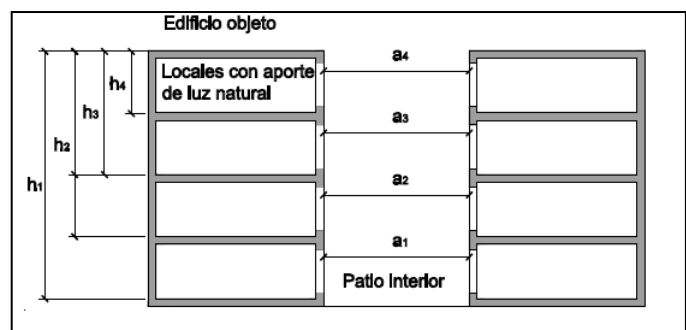 Edificio objeto
Locales con aporte
de luz natural
h4
h3
h2
h1
a4
a3
a2
a1
Patio interior